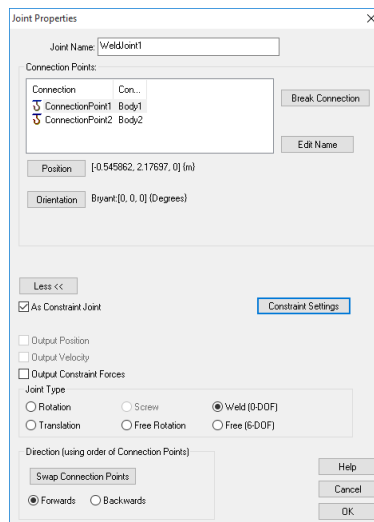 Joint Properties
Joint Name: WeldJoint1
Connection Points:
Connection Con...
ConnectionPoint1 Body1
ConnectionPoint2 Body2
Break Connection
Edit Name
Position [-0.545862, 2.17697, 0] {m}
Orientation Bryant:[0, 0, 0] {Degrees}
Less <<
As Constraint Joint
Constraint Settings
Output Position
Output Velocity
Output Constraint Forces
Joint Type
Rotation Screw Weld (0-DOF)
Translation Free Rotation Free (6-DOF)
Direction (using order of Connection Points)
Swap Connection Points
Forwards Backwards
Help
Cancel
OK